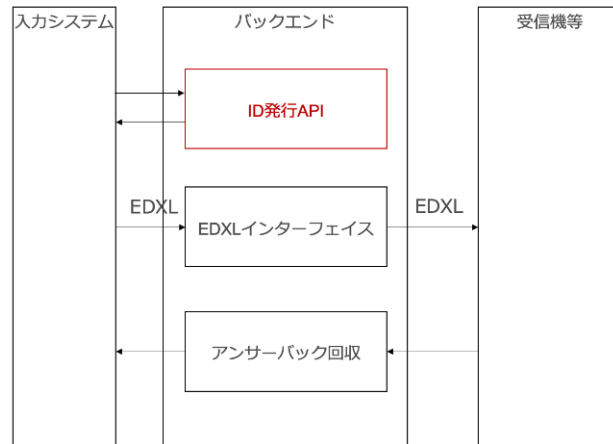 入力システム
バックエンド
受信機等
ID発行API
EDXL
EDXLインターフェイス
EDXL
アンサーバック回収